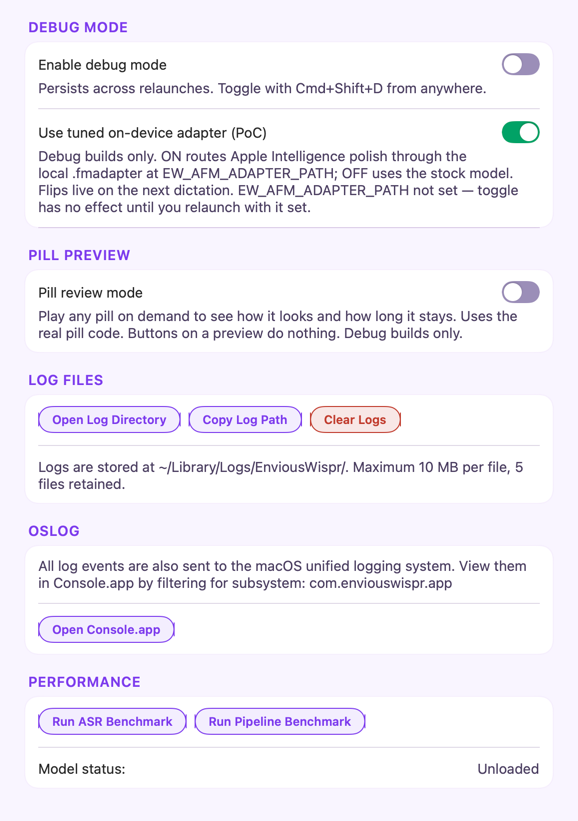 DEBUG MODE
Enable debug mode
Persists across relaunches. Toggle with Cmd+Shift+D from anywhere.
Use tuned on-device adapter (PoC)
Debug builds only. ON routes Apple Intelligence polish through the
local .fmadapter at EW_AFM_ADAPTER_PATH; OFF uses the stock model.
Flips live on the next dictation. EW_AFM_ADAPTER_PATH not set — toggle
has no effect until you relaunch with it set.
PILL PREVIEW
Pill review mode
Play any pill on demand to see how it looks and how long it stays. Uses the
real pill code. Buttons on a preview do nothing. Debug builds only.
LOG FILES
Open Log Directory
Copy Log Path
Clear Logs
Logs are stored at ~/Library/Logs/EnviousWispr/. Maximum 10 MB per file, 5
files retained.
OSLOG
All log events are also sent to the macOS unified logging system. View them
in Console.app by filtering for subsystem: com.enviouswispr.app
Open Console.app
PERFORMANCE
Run ASR Benchmark
Run Pipeline Benchmark
Model status:
Unloaded